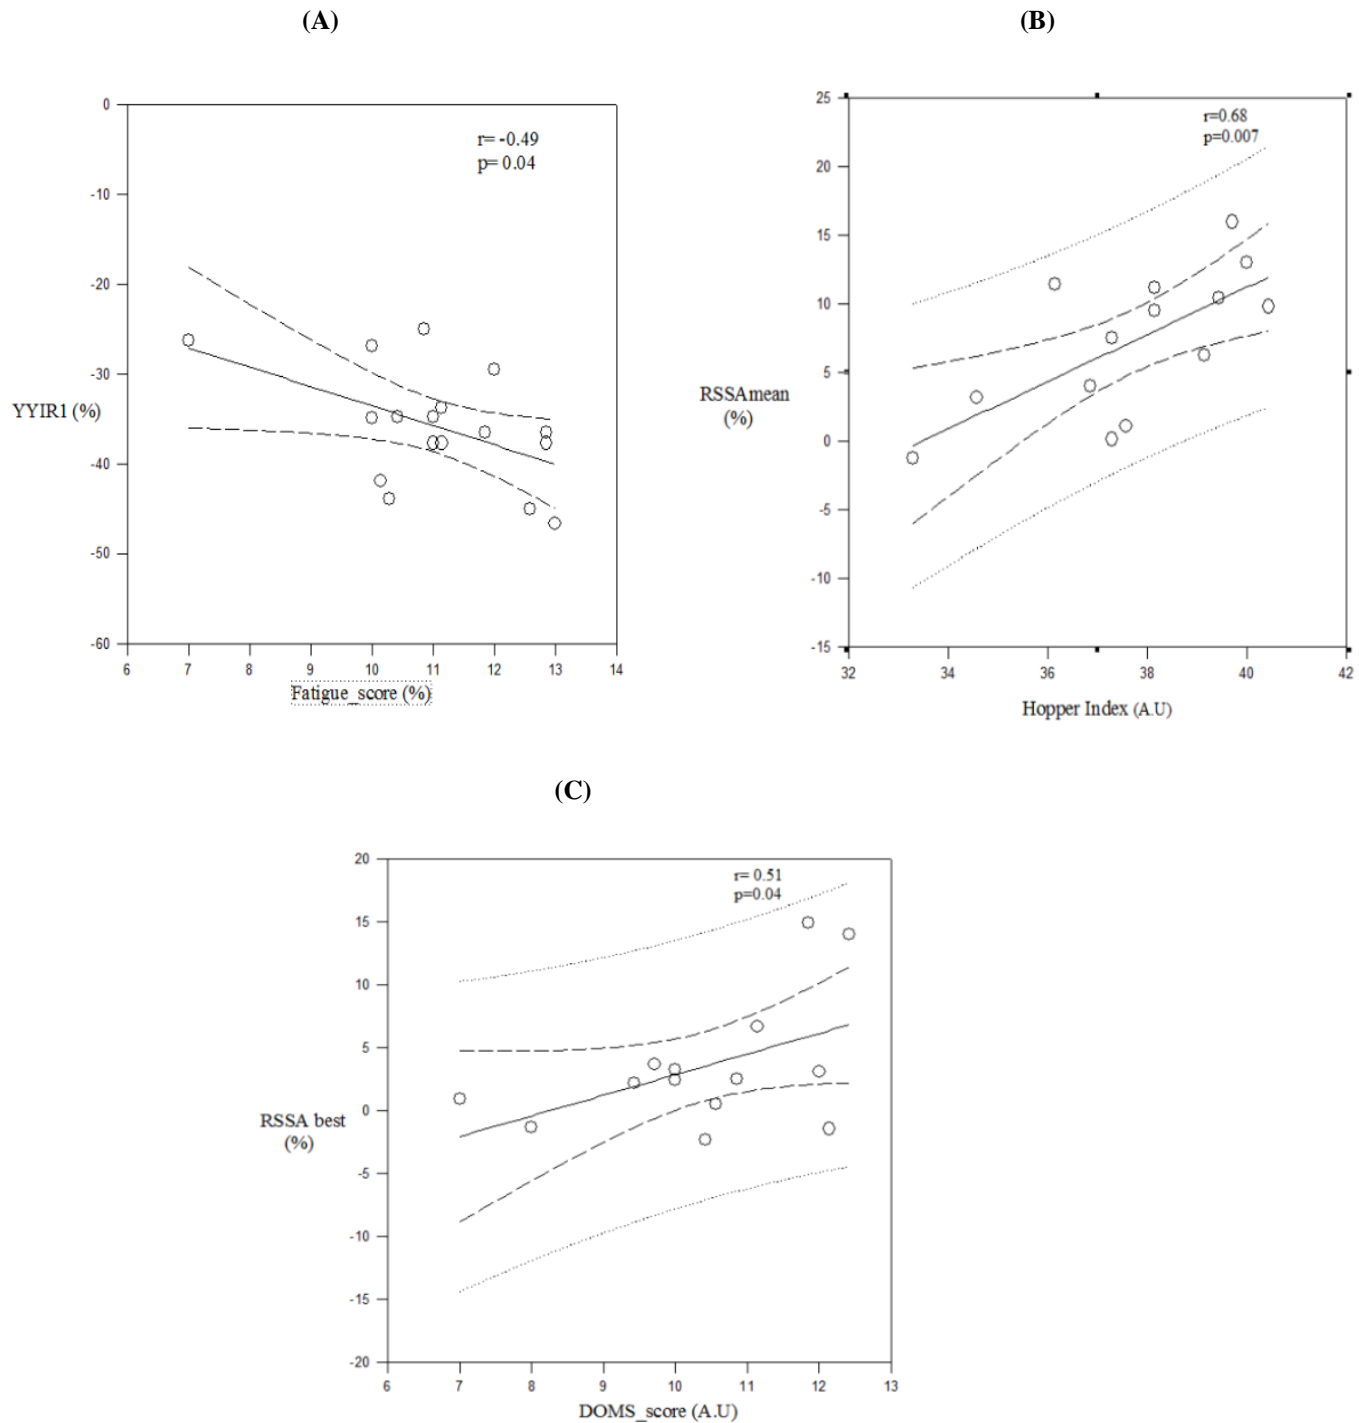 (A)
0
-10
-20
-30
-40
-50
-60
r= -0.49
p= 0.04
YYIR1 (%)
6 7 8 9 10 11 12 13 14
Fatigue_score (%)
(B)
25
20
15
10
5
0
-5
-10
-15
r=0.68
p=0.007
RSSAmean
(%)
32 34 36 38 40 42
Hopper Index (A.U)
(C)
20
15
10
5
0
-5
-10
-15
-20
r= 0.51
p=0.04
RSSA best
(%)
6 7 8 9 10 11 12 13
DOMS_score (A.U)